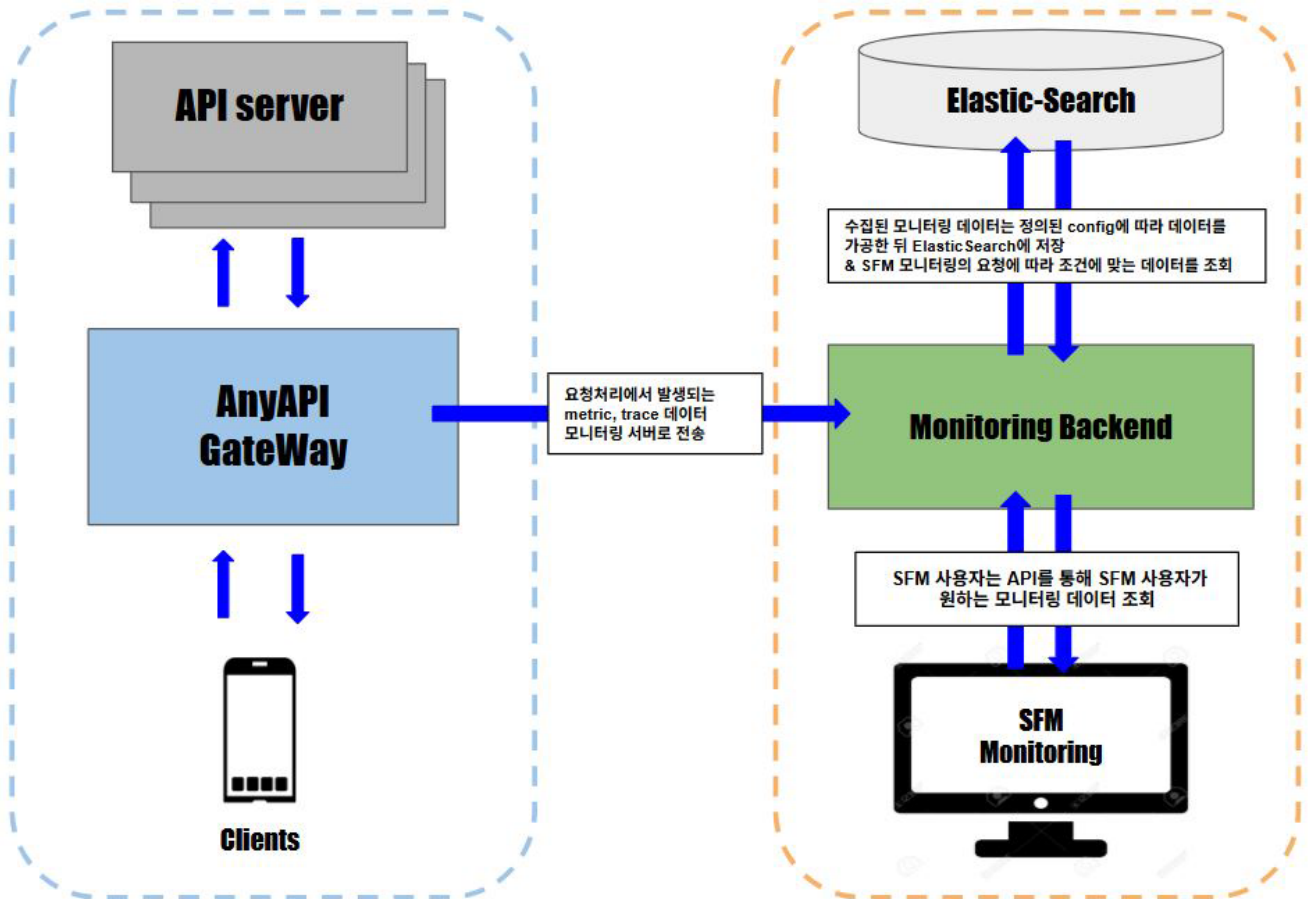 API server
AnyAPI
GateWay
Clients
요청처리에서 발생되는
metric, trace 데이터
모니터링 서버로 전송
Elastic-Search
수집된 모니터링 데이터는 정의된 config에 따라 데이터를
가공한 뒤 ElasticSearch에 저장
& SFM 모니터링의 요청에 따라 조건에 맞는 데이터를 조회
Monitoring Backend
SFM 사용자는 API를 통해 SFM 사용자가
원하는 모니터링 데이터 조회
SFM
Monitoring